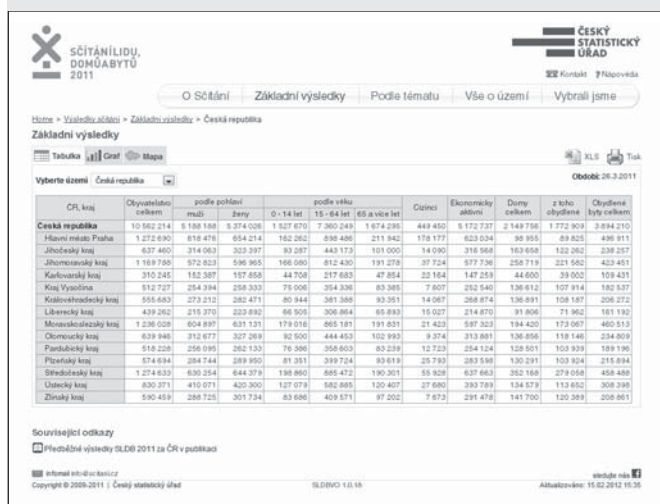 SČÍTÁNÍLIDU,
DOMŮABYTŮ
2011
ČESKÝ
STATISTICKÝ
ÚŘAD
Kontakt ?Nápověda
O Sčítání Základní výsledky Podle tématu Vše o území Vybrali jsme
Home > Výsledky sčítání > Základní výsledky > Česká republika
Základní výsledky
Tabulka Graf Mapa XLS Tisk
Vyberte území Česká republika Období: 26.3.2011
ČR, kraj Obyvatelstvo celkem podle pohlaví muži ženy podle věku 0 - 14 let 15 - 64 let 65 a více let Cizinci Ekonomicky aktivní Domy celkem z toho obydlené Obydlené byty celkem
Česká republika 10 562 214 5 188 188 5 374 026 1 527 670 7 360 249 1 674 295 449 450 5 172 737 2 149 756 1 772 909 3 894 210
Hlavní město Praha 1 272 690 618 476 654 214 162 262 898 486 211 942 178 177 623 034 98 955 89 825 496 911
Jihočeský kraj 637 460 314 063 323 397 93 287 443 193 101 000 14 090 316 568 163 658 122 262 238 257
Jihomoravský kraj 1 169 788 572 823 596 965 166 080 812 430 191 278 37 724 577 736 258 719 221 582 423 451
Karlovarský kraj 310 245 152 387 157 858 44 708 217 683 47 854 22 164 147 259 44 600 39 002 109 431
Kraj Vysočina 512 727 254 394 258 333 75 006 354 336 83 385 7 607 252 540 136 612 107 914 182 537
Královéhradecký kraj 555 683 273 212 282 471 80 944 381 388 93 351 14 067 268 874 136 891 108 187 206 272
Liberecký kraj 439 262 215 370 223 892 66 505 306 864 65 893 15 027 214 870 91 806 71 962 161 192
Moravskoslezský kraj 1 236 028 604 897 631 131 179 016 865 181 191 831 21 423 597 323 194 420 173 067 460 513
Olomoucký kraj 639 946 312 677 327 269 92 500 444 453 102 993 9 374 313 881 136 856 118 146 234 809
Pardubický kraj 518 228 256 095 262 133 76 386 358 603 83 239 12 723 254 124 128 501 103 939 189 196
Plzeňský kraj 574 694 284 744 289 950 81 351 399 724 93 619 25 793 283 598 130 291 103 924 215 894
Středočeský kraj 1 274 633 630 254 644 379 198 860 885 472 190 301 55 928 637 663 352 168 279 058 458 488
Ústecký kraj 830 371 410 071 420 300 127 079 582 885 120 407 27 680 393 789 134 579 113 652 308 398
Zlínský kraj 590 459 288 725 301 734 83 686 409 571 97 202 7 673 291 478 141 700 120 389 208 861
Související odkazy
Předběžné výsledky SLDB 2011 za ČR v publikaci
infomail info@scitani.cz sledujte nás
Copyright © 2009-2011 | Český statistický úřad SLDBVO 1.0.18 Aktualizováno: 15.02.2012 15:35